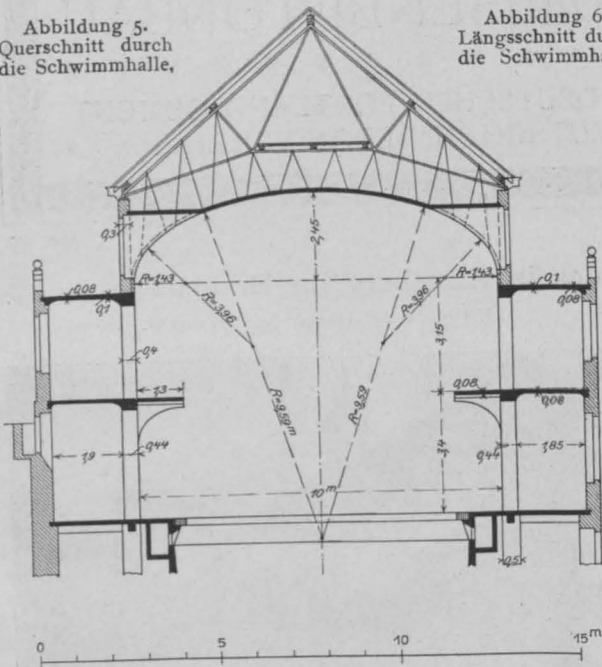 Abbildung 5.
Querschnitt durch
die Schwimmhalle,
Abbildung 6
Längsschnitt du
die Schwimmha
0,3
2,45
R=1,43
R=1,43
0,08
0,1
0,1
0,08
R=3,96
R=3,96
0,4
3,15
1,3
0,08
0,08
R=9,59 m
R=9,59
1,9
0,44
3,4
0,44
1,85
10 m
0,5
0 5 10 15 m